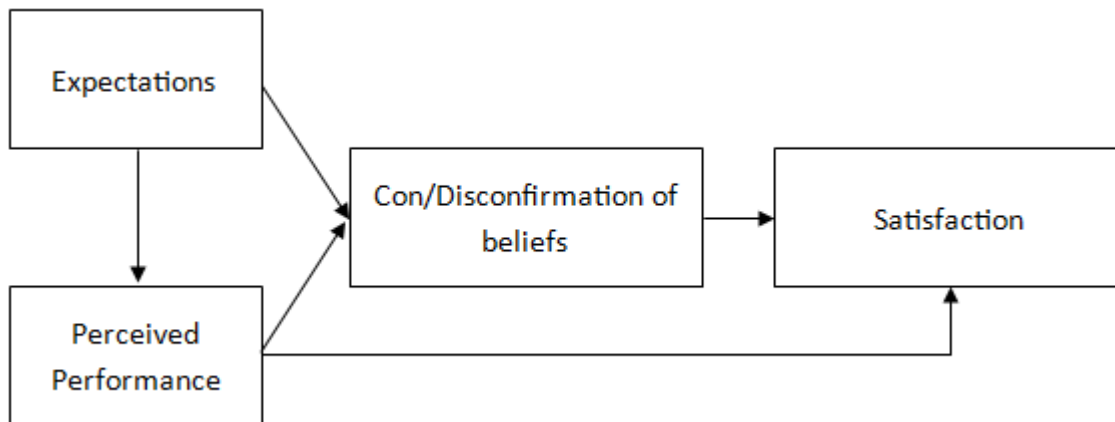 Expectations
Con/Disconfirmation of
beliefs
Satisfaction
Perceived
Performance